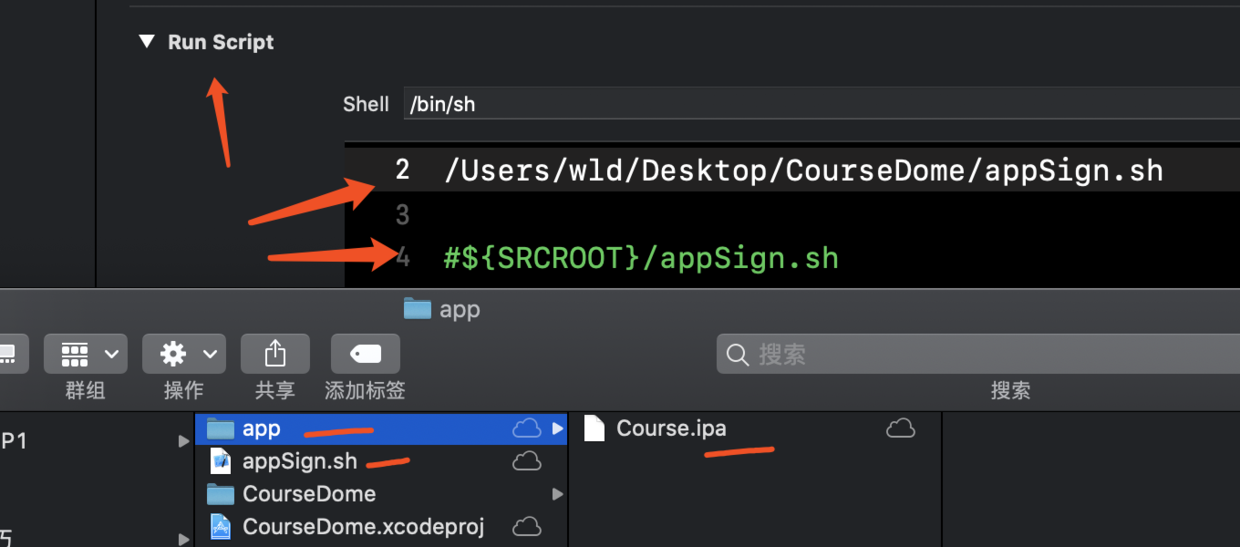 Run Script
Shell /bin/sh
2 /Users/wld/Desktop/CourseDome/appSign.sh
3
4 #${SRCROOT}/appSign.sh
app
搜索
群组 操作 共享 添加标签 搜索
P1
app
appSign.sh
CourseDome
CourseDome.xcodeproj
Course.ipa